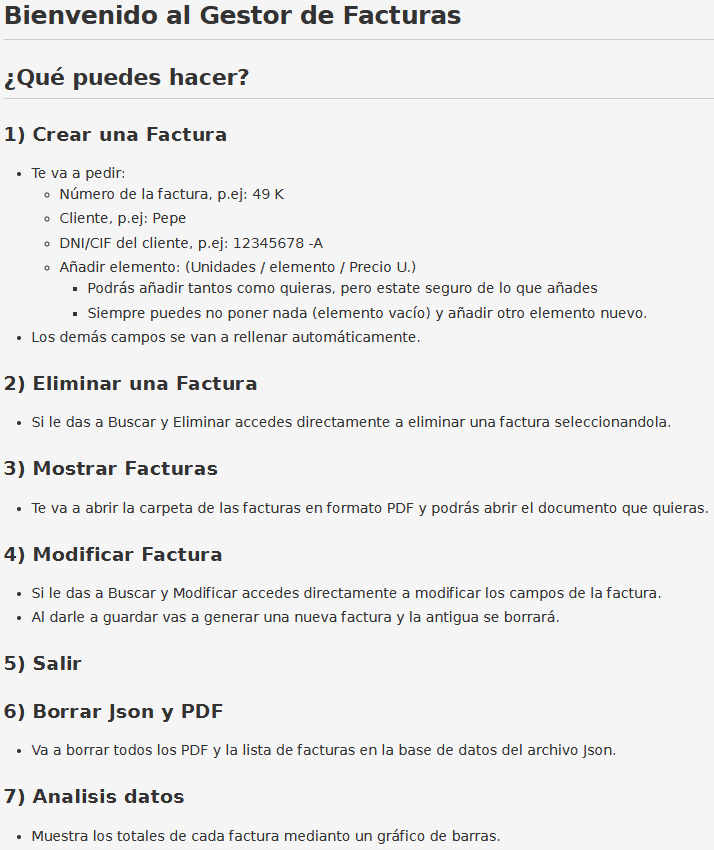 Bienvenido al Gestor de Facturas
¿Qué puedes hacer?
1) Crear una Factura
• Te va a pedir:
◦ Número de la factura, p.ej: 49 K
◦ Cliente, p.ej: Pepe
◦ DNI/CIF del cliente, p.ej: 12345678 -A
◦ Añadir elemento: (Unidades / elemento / Precio U.)
▪ Podrás añadir tantos como quieras, pero estate seguro de lo que añades
▪ Siempre puedes no poner nada (elemento vacío) y añadir otro elemento nuevo.
• Los demás campos se van a rellenar automáticamente.
2) Eliminar una Factura
• Si le das a Buscar y Eliminar accedes directamente a eliminar una factura seleccionandola.
3) Mostrar Facturas
• Te va a abrir la carpeta de las facturas en formato PDF y podrás abrir el documento que quieras.
4) Modificar Factura
• Si le das a Buscar y Modificar accedes directamente a modificar los campos de la factura.
• Al darle a guardar vas a generar una nueva factura y la antigua se borrará.
5) Salir
6) Borrar Json y PDF
• Va a borrar todos los PDF y la lista de facturas en la base de datos del archivo Json.
7) Analisis datos
• Muestra los totales de cada factura mediante un gráfico de barras.